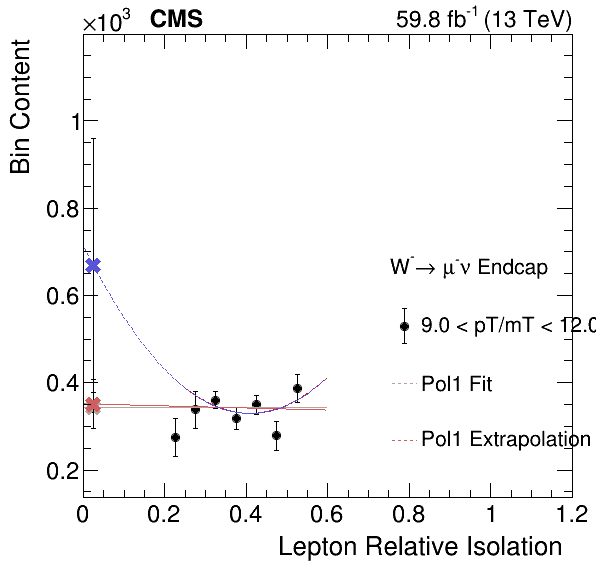 ×10³ CMS 59.8 fb⁻¹ (13 TeV)
Bin Content
1
0.8
0.6
0.4
0.2
W⁻→ μ⁻ν Endcap
9.0 < pT/mT < 12.0
Pol1 Fit
Pol1 Extrapolation
0 0.2 0.4 0.6 0.8 1 1.2
Lepton Relative Isolation